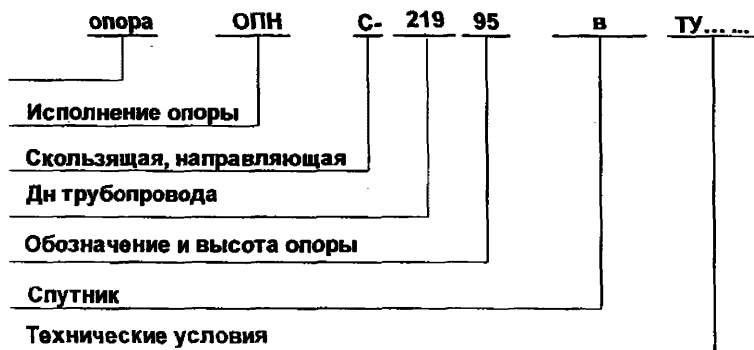 опора ОПН С- 219 95 в ТУ... ...
Исполнение опоры
Скользящая, направляющая
Дн трубопровода
Обозначение и высота опоры
Спутник
Технические условия